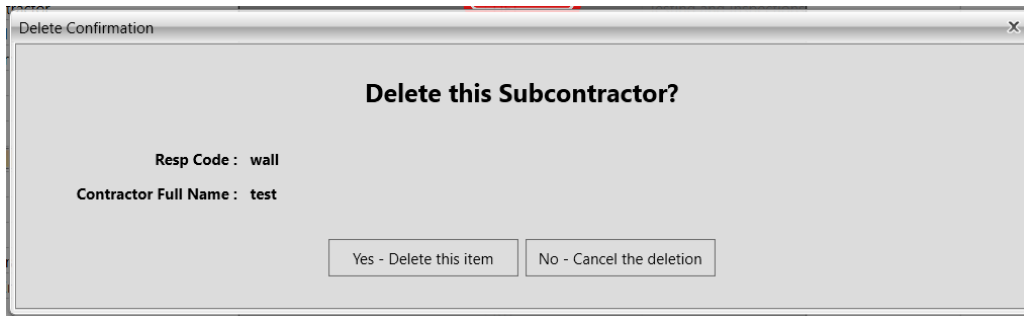 Delete Confirmation
Delete this Subcontractor?
Resp Code : wall
Contractor Full Name : test
Yes - Delete this item No - Cancel the deletion